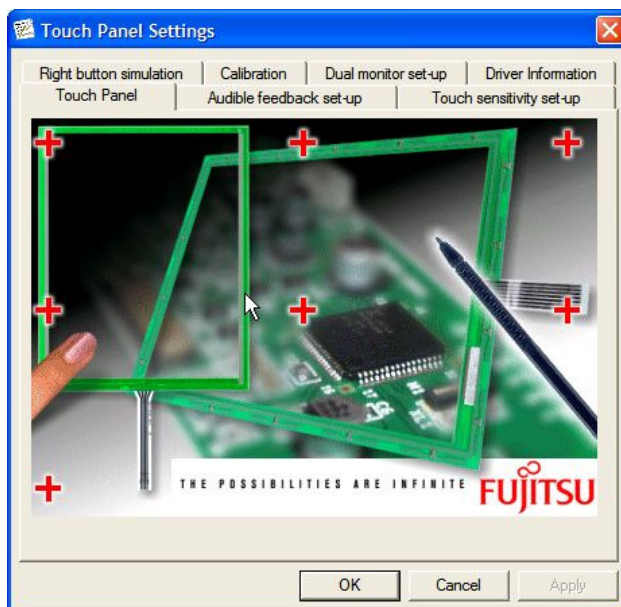 Touch Panel Settings
Right button simulation Calibration Dual monitor set-up Driver Information
Touch Panel Audible feedback set-up Touch sensitivity set-up
THE POSSIBILITIES ARE INFINITE FUJITSU
OK Cancel Apply